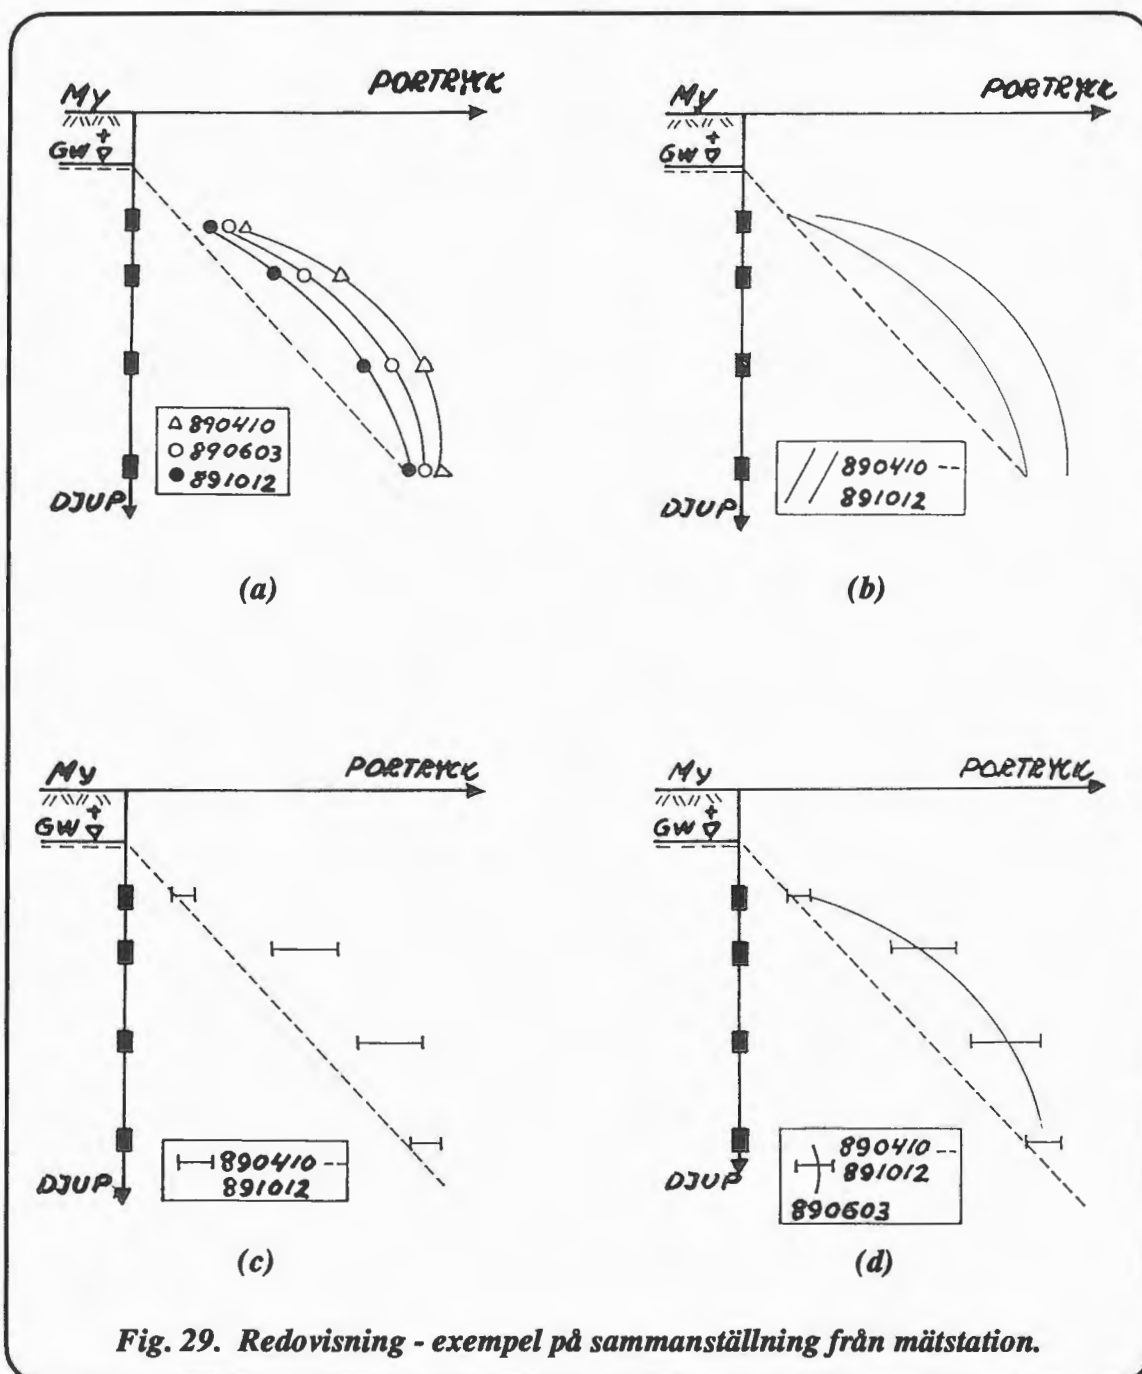 PORTRYCK
My
GW
△ 890410
○ 890603
● 891012
DJUP
(a)
PORTRYCK
My
GW
890410 --
891012
DJUP
(b)
PORTRYCK
My
GW
890410 --
891012
DJUP
(c)
PORTRYCK
My
GW
890410 --
891012
890603
DJUP
(d)
Fig. 29. Redovisning - exempel på sammanställning från mätstation.